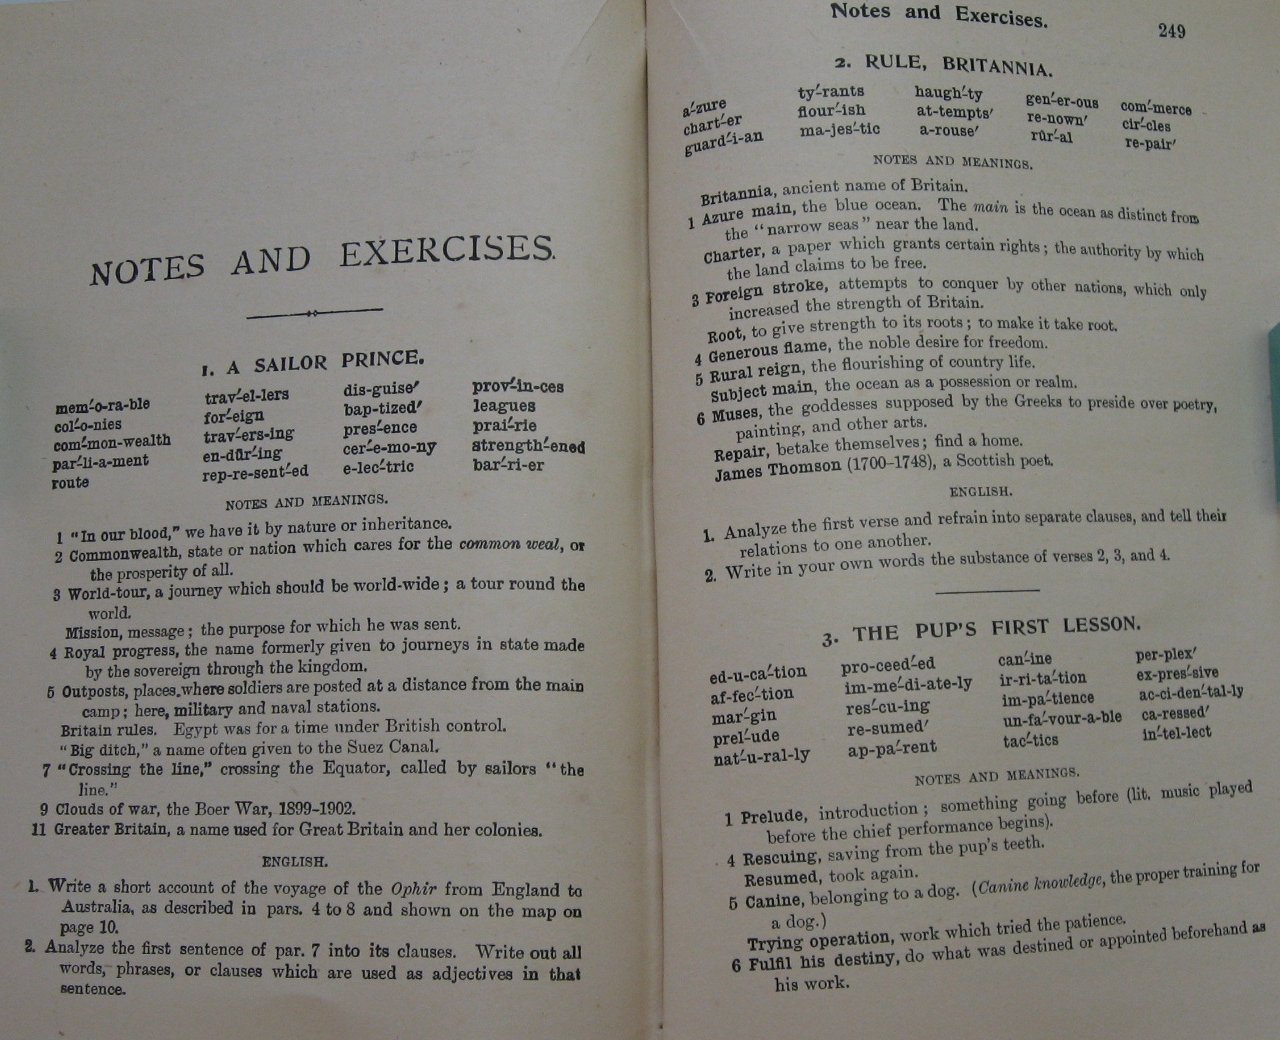 NOTES AND EXERCISES.
1. A SAILOR PRINCE.
mem´-o-ra-ble trav´-el-lers dis-guise´ prov´-in-ces
col´-o-nies for´-eign bap-tized´ leagues
com´-mon-wealth trav´-ers-ing pres´-ence prai´-rie
par´-li-a-ment en-dūr´-ing cer´-e-mo-ny strength´-ened
route rep-re-sent´-ed e-lec´-tric bar´-ri-er
NOTES AND MEANINGS.
1 “In our blood,” we have it by nature or inheritance.
2 Commonwealth, state or nation which cares for the common weal, or
the prosperity of all.
3 World-tour, a journey which should be world-wide; a tour round the
world.
Mission, message; the purpose for which he was sent.
4 Royal progress, the name formerly given to journeys in state made
by the sovereign through the kingdom.
5 Outposts, places where soldiers are posted at a distance from the main
camp; here, military and naval stations.
Britain rules. Egypt was for a time under British control.
“Big ditch,” a name often given to the Suez Canal.
7 “Crossing the line,” crossing the Equator, called by sailors “the
line.”
9 Clouds of war, the Boer War, 1899-1902.
11 Greater Britain, a name used for Great Britain and her colonies.
ENGLISH.
1. Write a short account of the voyage of the Ophir from England to
Australia, as described in pars. 4 to 8 and shown on the map on
page 10.
2. Analyze the first sentence of par. 7 into its clauses. Write out all
words, phrases, or clauses which are used as adjectives in that
sentence.
Notes and Exercises. 249
2. RULE, BRITANNIA.
a´-zure ty´-rants haugh´-ty gen´-er-ous com´-merce
chart´-er flour´-ish at-tempts´ re-nown´ cir´-cles
guard´-i-an ma-jes´-tic a-rouse´ rūr´-al re-pair´
NOTES AND MEANINGS.
Britannia, ancient name of Britain.
1 Azure main, the blue ocean. The main is the ocean as distinct from
the “narrow seas” near the land.
Charter, a paper which grants certain rights; the authority by which
the land claims to be free.
3 Foreign stroke, attempts to conquer by other nations, which only
increased the strength of Britain.
Root, to give strength to its roots; to make it take root.
4 Generous flame, the noble desire for freedom.
5 Rural reign, the flourishing of country life.
Subject main, the ocean as a possession or realm.
6 Muses, the goddesses supposed by the Greeks to preside over poetry,
painting, and other arts.
Repair, betake themselves; find a home.
James Thomson (1700-1748), a Scottish poet.
ENGLISH.
1. Analyze the first verse and refrain into separate clauses, and tell their
relations to one another.
2. Write in your own words the substance of verses 2, 3, and 4.
3. THE PUP'S FIRST LESSON.
ed-u-ca´-tion pro-ceed´-ed can´-ine per-plex´
af-fec´-tion im-me´-di-ate-ly ir-ri-ta´-tion ex-pres´-sive
mar´-gin res´-cu-ing im-pa´-tience ac-ci-den´-tal-ly
prel´-ude re-sumed´ un-fa´-vour-a-ble ca-ressed´
nat´-u-ral-ly ap-pa´-rent tac´-tics in´-tel-lect
NOTES AND MEANINGS.
1 Prelude, introduction; something going before (lit. music played
before the chief performance begins).
4 Rescuing, saving from the pup's teeth.
Resumed, took again.
5 Canine, belonging to a dog. (Canine knowledge, the proper training for
a dog.)
Trying operation, work which tried the patience.
6 Fulfil his destiny, do what was destined or appointed beforehand as
his work.